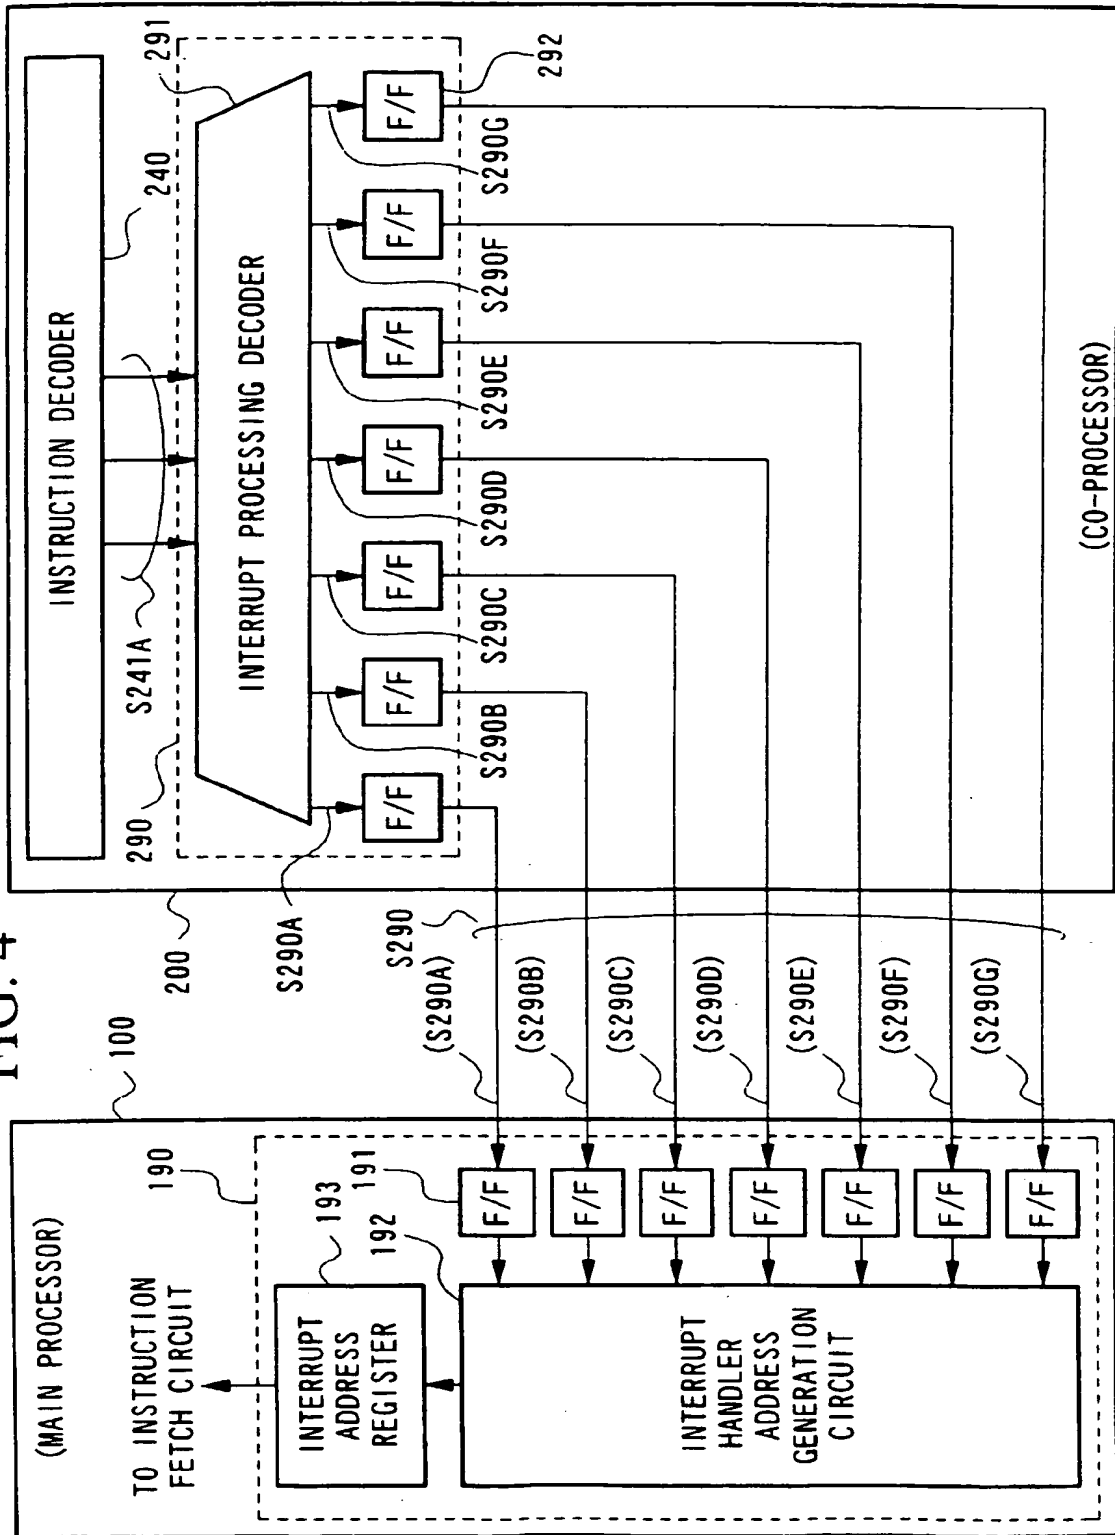 FIG. 4
(MAIN PROCESSOR)
100
TO INSTRUCTION
FETCH CIRCUIT
190
193
INTERRUPT
ADDRESS
REGISTER
192
191
INTERRUPT
HANDLER
ADDRESS
GENERATION
CIRCUIT
F/F
F/F
F/F
F/F
F/F
F/F
F/F
S290
(S290A)
(S290B)
(S290C)
(S290D)
(S290E)
(S290F)
(S290G)
200
INSTRUCTION DECODER
240
S241A
290
291
INTERRUPT PROCESSING DECODER
F/F
F/F
F/F
F/F
F/F
F/F
F/F
292
S290A
S290B
S290C
S290D
S290E
S290F
S290G
(CO-PROCESSOR)